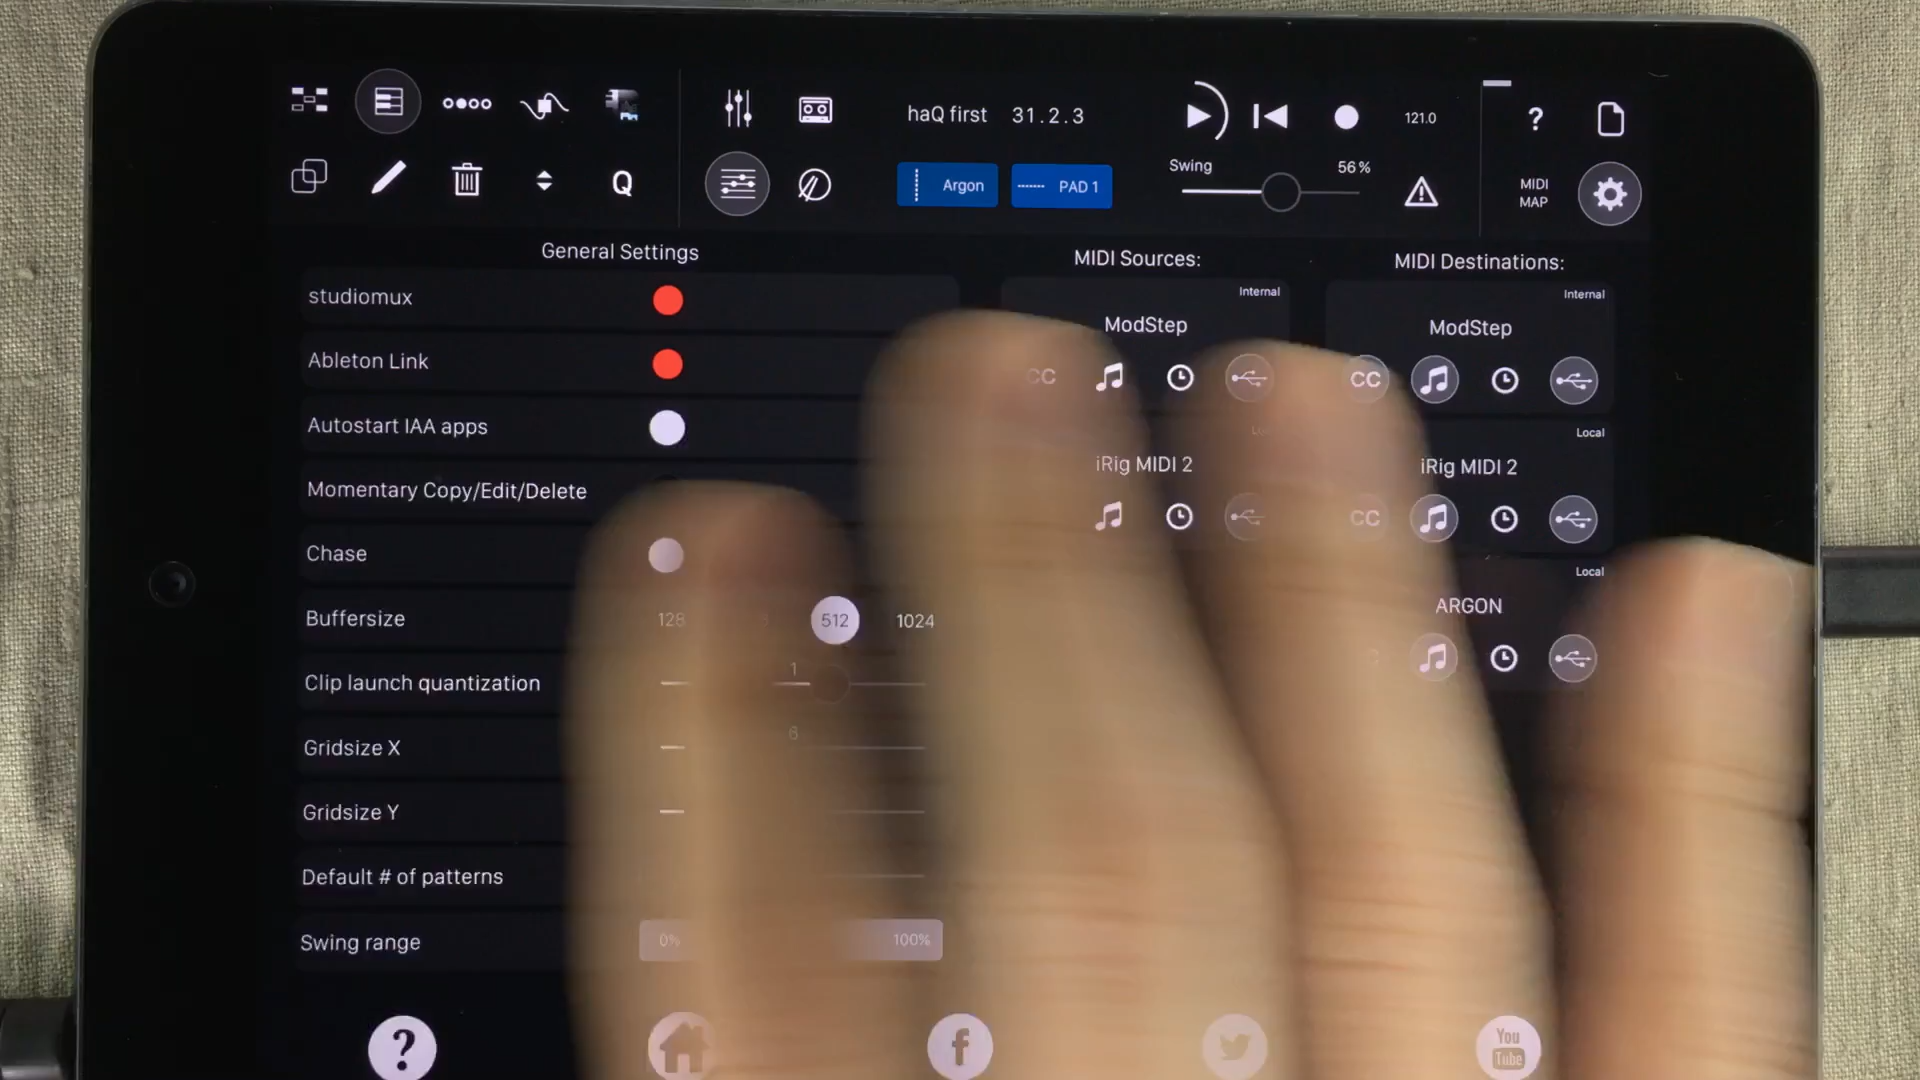 haQ first 31.2.3
121.0
?
Q
Argon
PAD 1
Swing 56%
MIDI
MAP
General Settings
studiomux
Ableton Link
Autostart IAA apps
Momentary Copy/Edit/Delete
Chase
Buffersize 128 512 1024
Clip launch quantization 1
Gridsize X 6
Gridsize Y
Default # of patterns
Swing range 0% 100%
MIDI Sources:
Internal
ModStep
CC
iRig MIDI 2
MIDI Destinations:
Internal
ModStep
CC
Local
iRig MIDI 2
CC
Local
ARGON
?
f
You
Tube